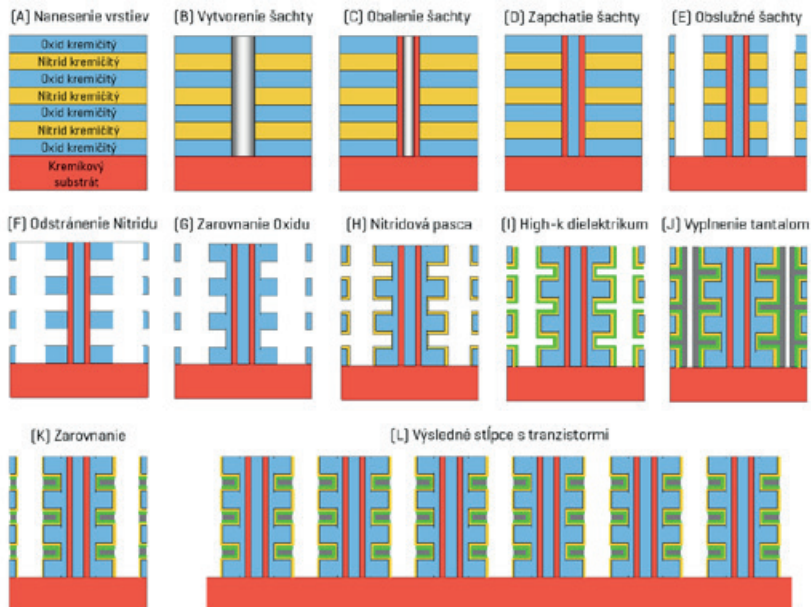 (A) Nanesenie vrstiev
(B) Vytvorenie šachty
(C) Obalenie šachty
(D) Zapchatie šachty
(E) Obslužné šachty
Oxid kremičitý
Nitrid kremičitý
Oxid kremičitý
Nitrid kremičitý
Oxid kremičitý
Nitrid kremičitý
Oxid kremičitý
Kremíkový
substrát
(F) Odstránenie Nitridu
(G) Zarovnanie Oxidu
(H) Nitridová pasca
(I) High-k dielektrikum
(J) Vyplnenie tantalom
(K) Zarovnanie
(L) Výsledné stĺpce s tranzistormi